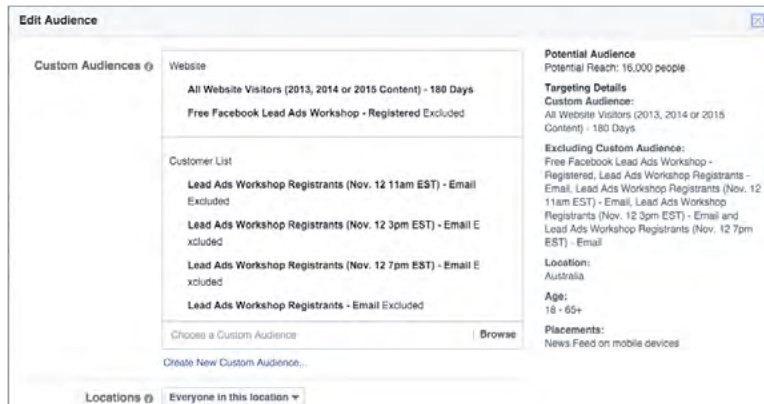 Edit Audience
Custom Audiences
Website
All Website Visitors (2013, 2014 or 2015 Content) - 180 Days
Free Facebook Lead Ads Workshop - Registered Excluded
Customer List
Lead Ads Workshop Registrants (Nov. 12 11am EST) - Email
Excluded
Lead Ads Workshop Registrants (Nov. 12 3pm EST) - Email E
xcluded
Lead Ads Workshop Registrants (Nov. 12 7pm EST) - Email E
xcluded
Lead Ads Workshop Registrants - Email Excluded
Choose a Custom Audience
Browse
Create New Custom Audience...
Locations
Everyone in this location
Potential Audience
Potential Reach: 16,000 people
Targeting Details
Custom Audience:
All Website Visitors (2013, 2014 or 2015
Content) - 180 Days
Excluding Custom Audience:
Free Facebook Lead Ads Workshop -
Registered, Lead Ads Workshop Registrants -
Email, Lead Ads Workshop Registrants (Nov. 12
11am EST) - Email, Lead Ads Workshop
Registrants (Nov. 12 3pm EST) - Email and
Lead Ads Workshop Registrants (Nov. 12 7pm
EST) - Email
Location:
Australia
Age:
18 - 65+
Placements:
News Feed on mobile devices